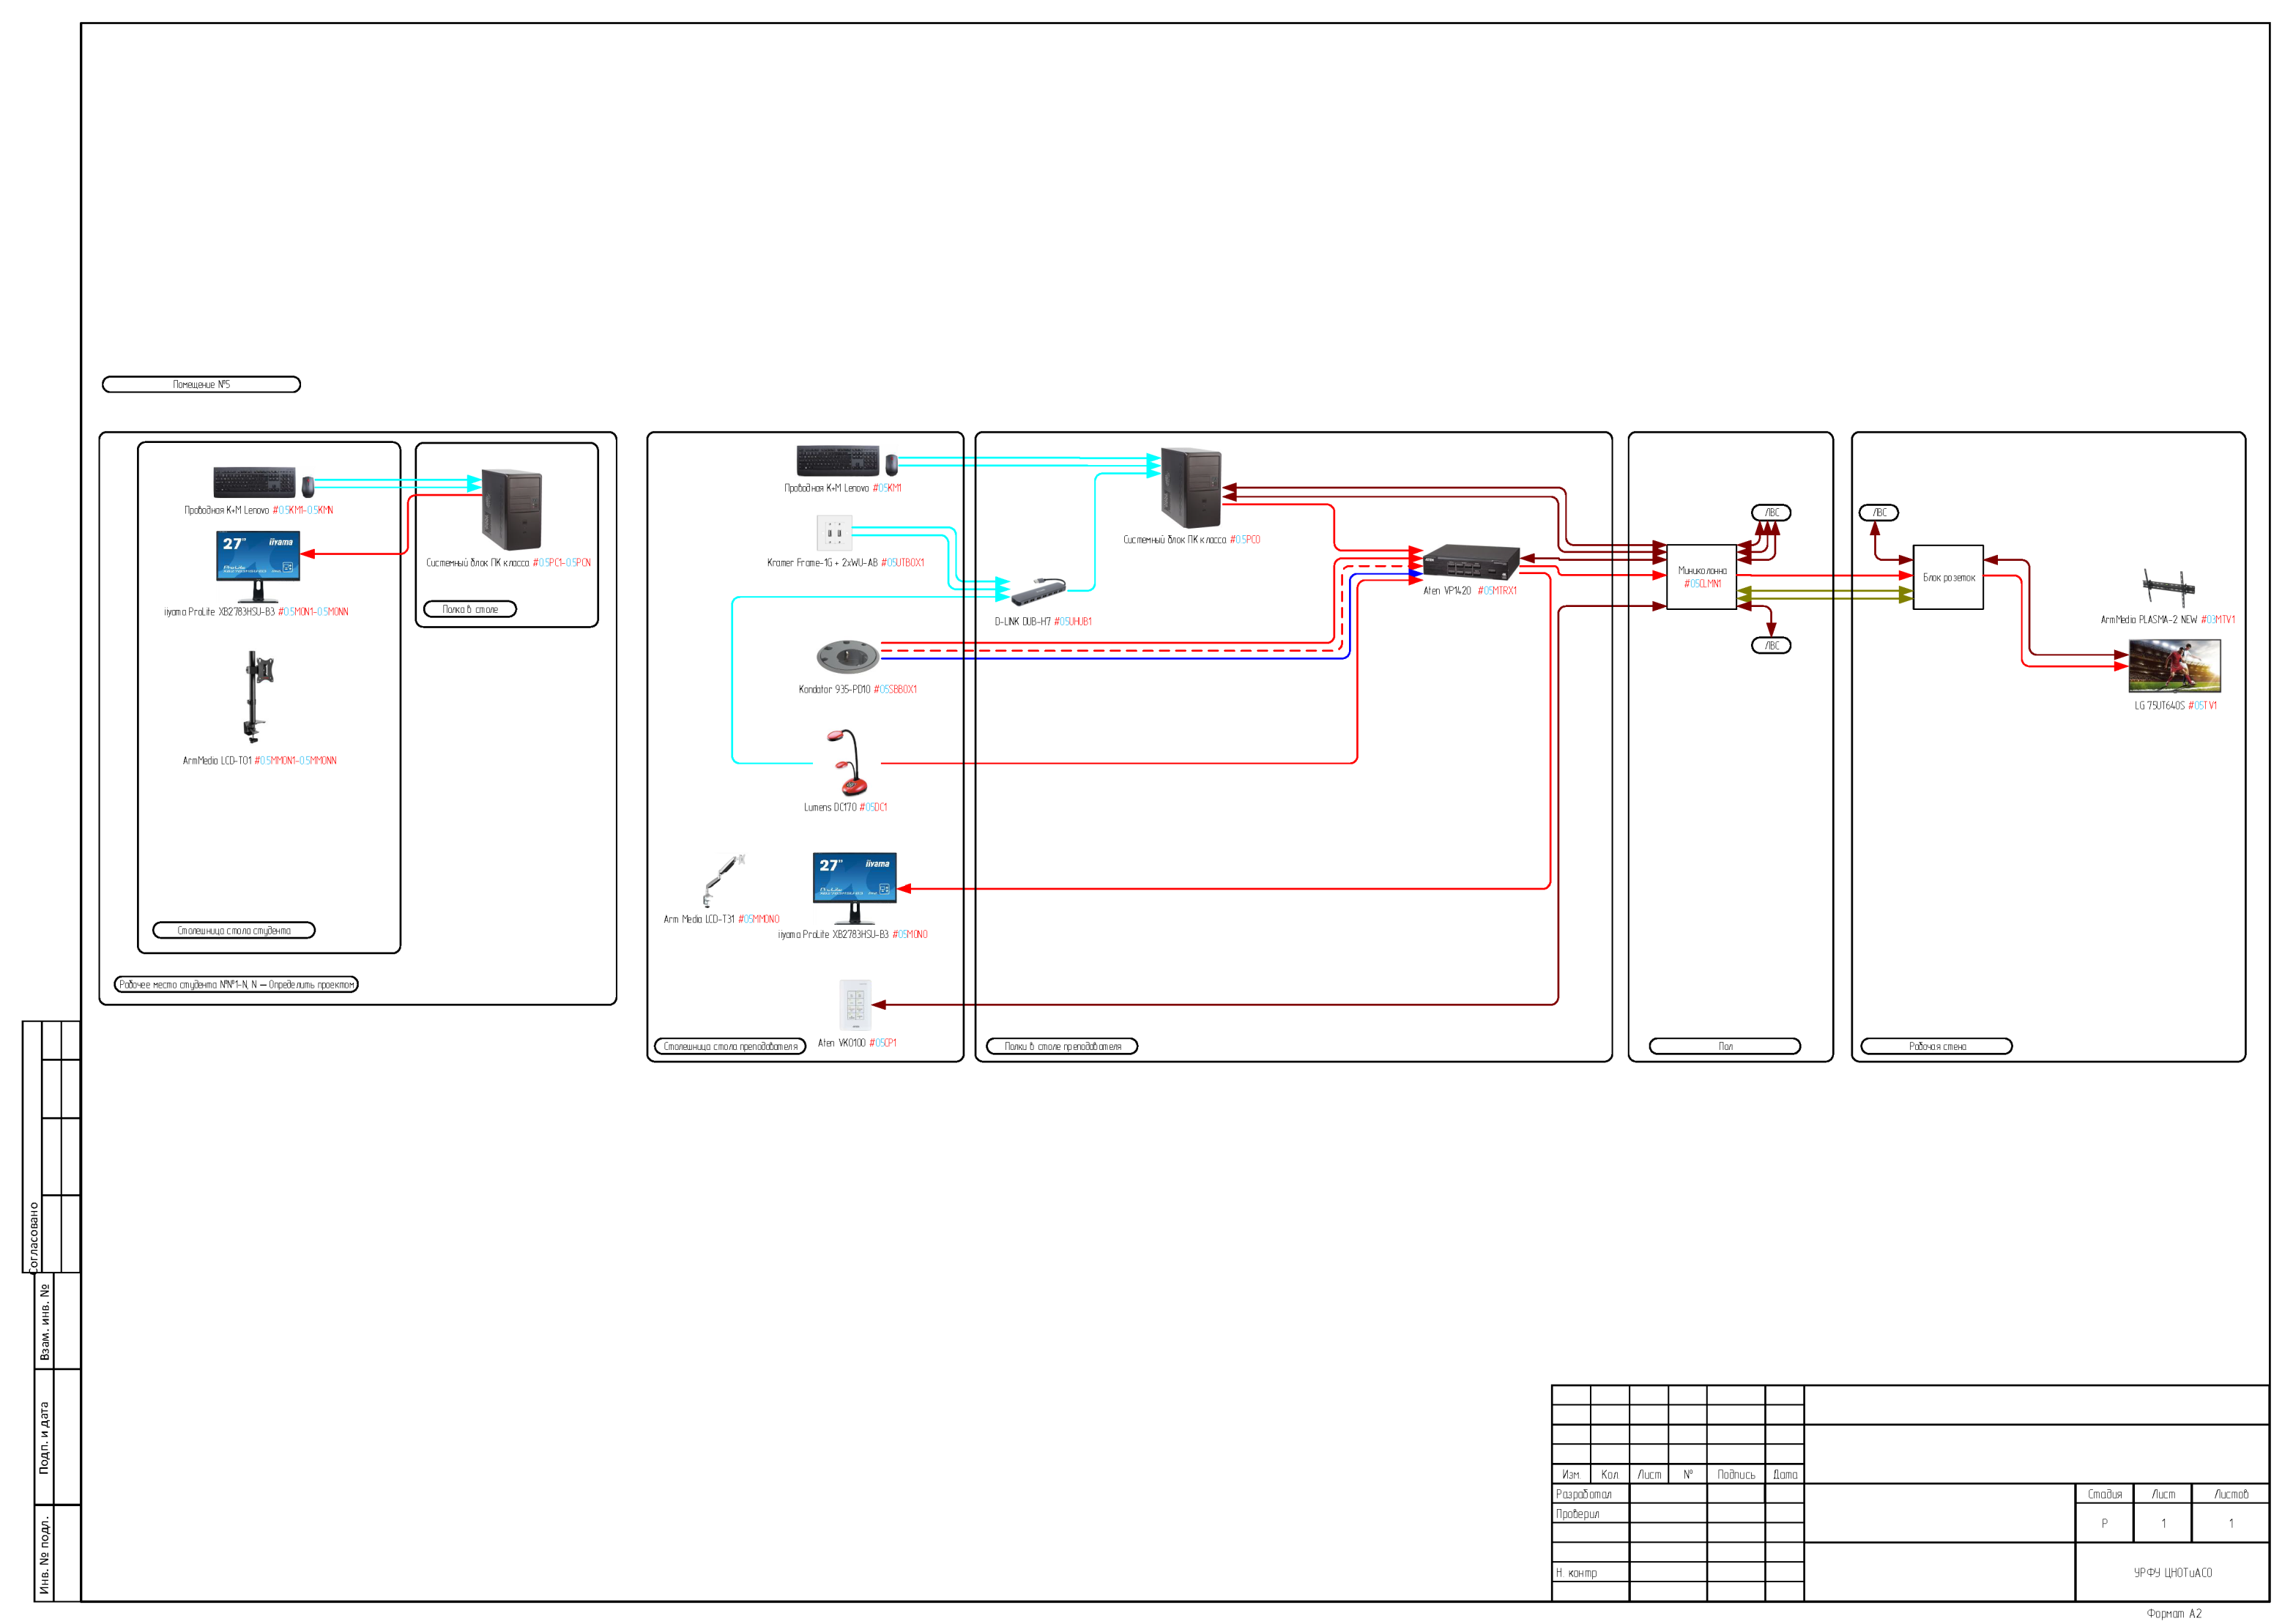 Помещение №5
Проводная К+М Lenovo #05KM1-05KMN
27" iiyama
iiyama ProLite XB2783HSU-B3 #05MON1-05MONN
ArmMedia LCD-T01 #05MMON1-05MMONN
Столешница стола студента
Системный блок ПК класса #05PC1-05PCN
Полка в столе
Рабочее место студента №№1-N, N — Определить проектом
Проводная К+М Lenovo #05KM1
Kramer Frame-1G + 2xWU-AB #05UTBOX1
Kondator 935-PD10 #05SBBOX1
Lumens DC170 #05DC1
Arm Media LCD-T31 #05MMON0
27" iiyama
iiyama ProLite XB2783HSU-B3 #05MON0
Aten VK0100 #05CP1
Столешница стола преподавателя
Системный блок ПК класса #05PC0
D-LINK DUB-H7 #05UHUB1
Aten VP1420 #05MTRX1
Полки в столе преподавателя
ЛВС
Миниколонна
#05CLMN1
ЛВС
Пол
ЛВС
Блок розеток
ArmMedia PLASMA-2 NEW #03MTV1
LG 75UT640S #05TV1
Рабочая стена
Согласовано
Взам. инв. №
Подп. и дата
Инв. № подл.
Изм. Кол. Лист № Подпись Дата
Разработал
Проверил
Н. контр
Стадия Лист Листов
Р 1 1
УРФУ ЦНОТиАСО
Формат А2